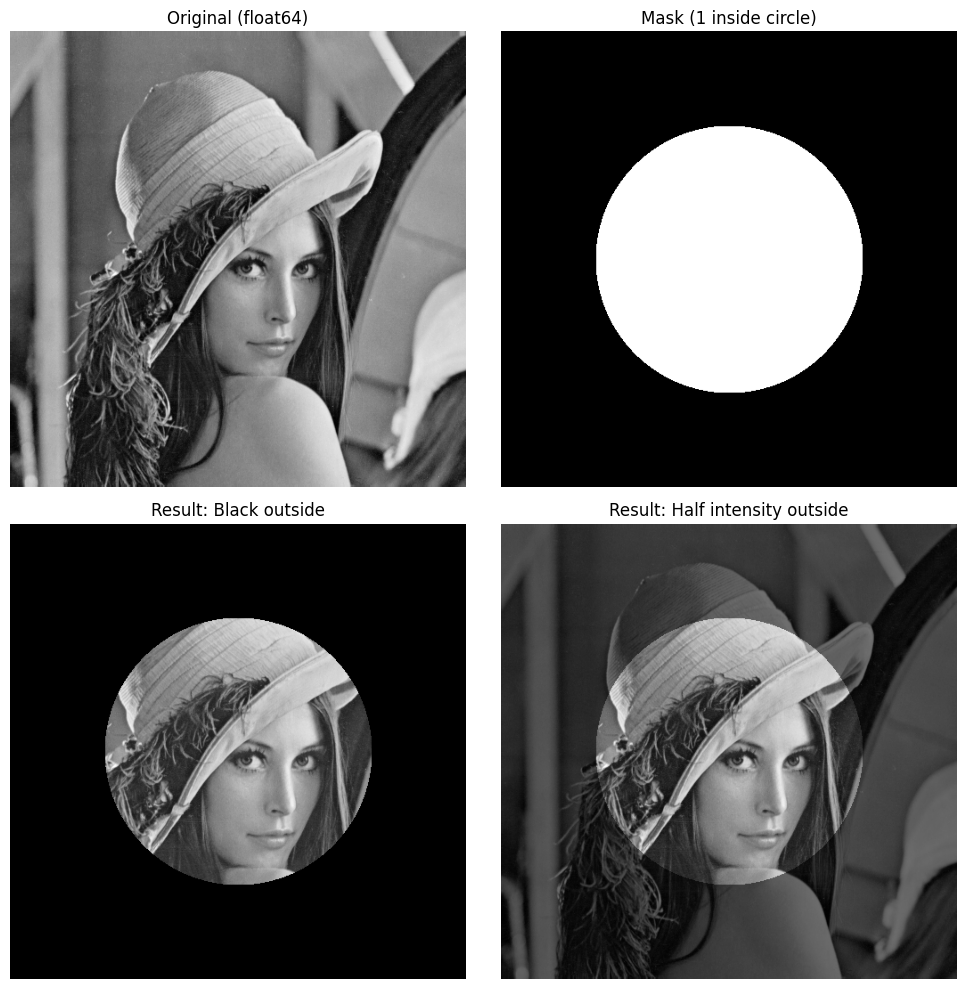 Original (float64)
Mask (1 inside circle)
Result: Black outside
Result: Half intensity outside